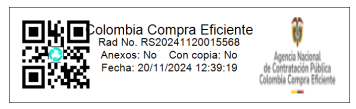 Colombia Compra Eficiente
Rad No. RS20241120015568
Anexos: No Con copia: No
Fecha: 20/11/2024 12:39:19
Agencia Nacional
de Contratación Pública
Colombia Compra Eficiente